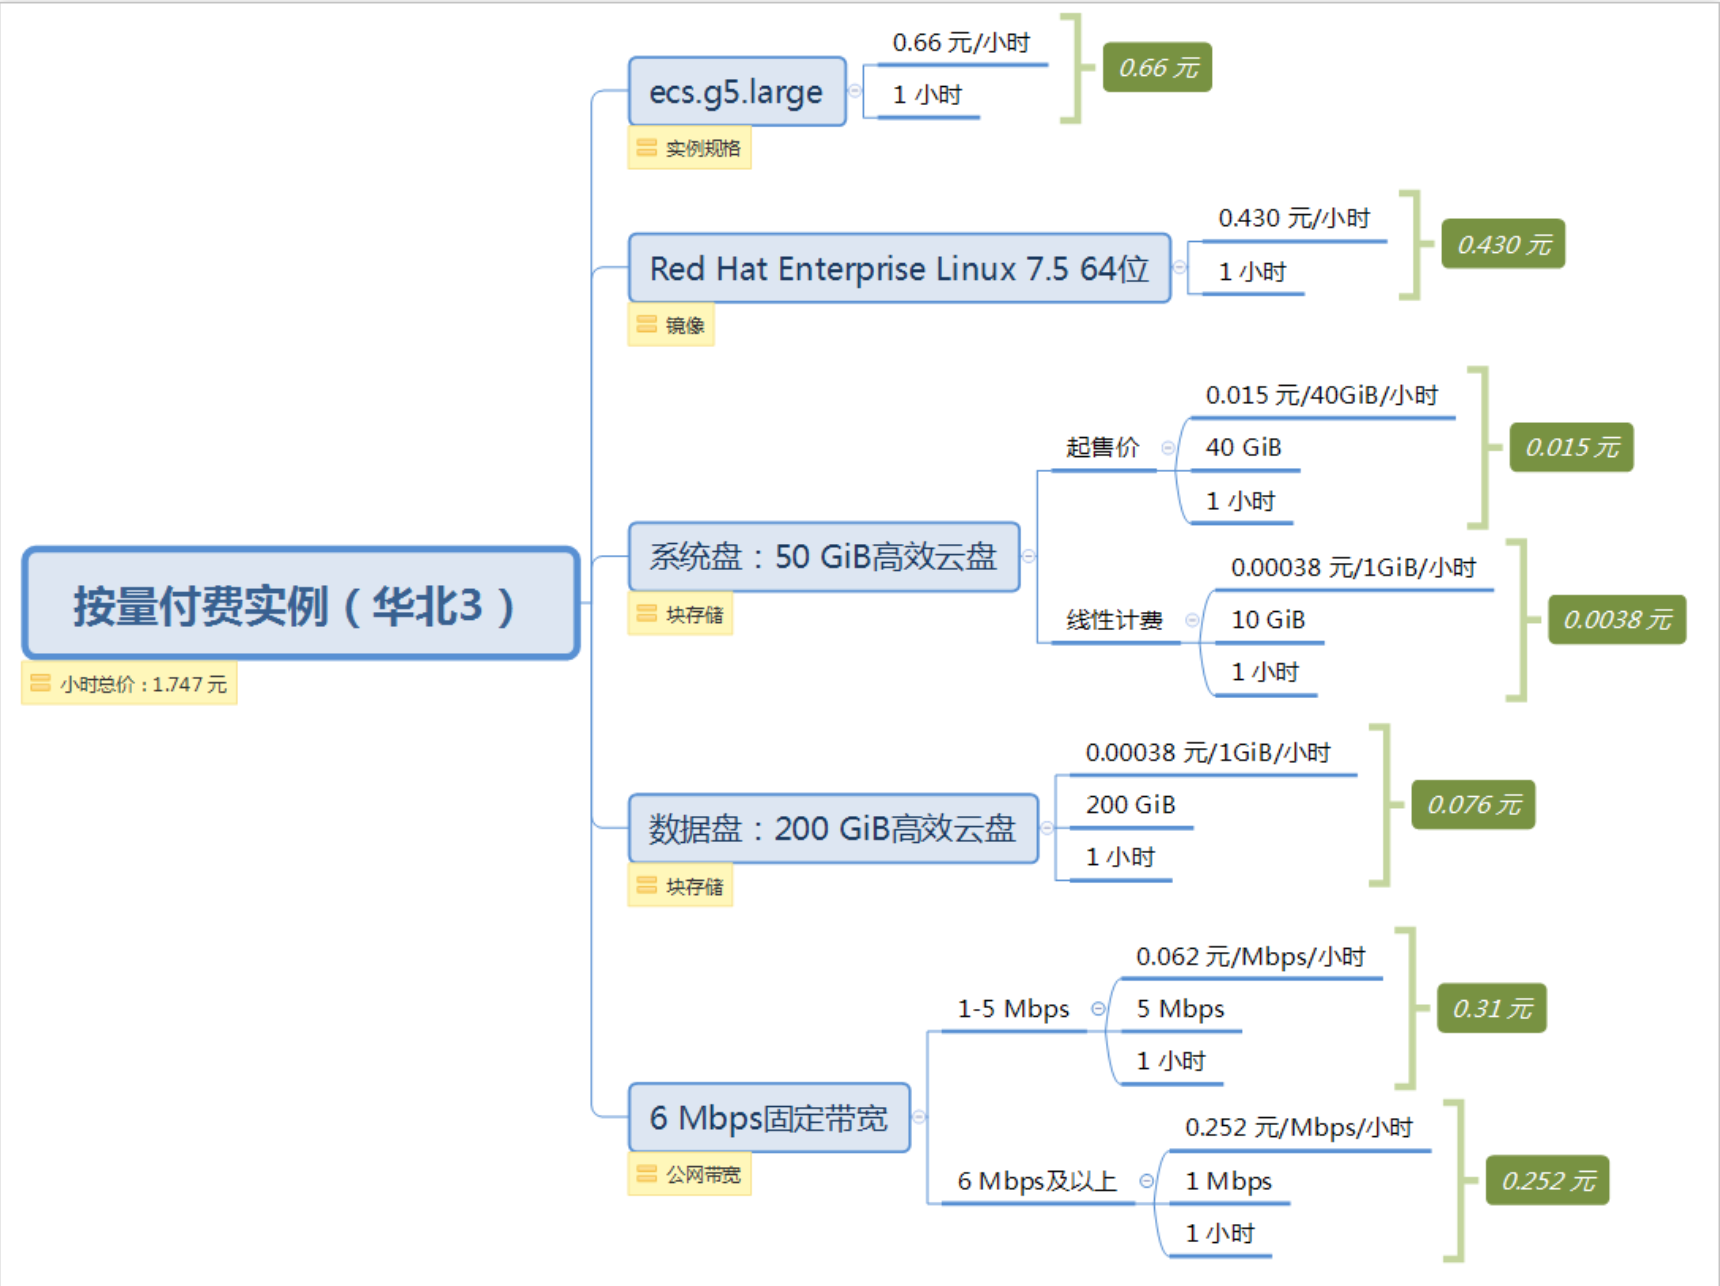 按量付费实例（华北3）
小时总价：1.747 元
ecs.g5.large
实例规格
0.66 元/小时
1 小时
0.66 元
Red Hat Enterprise Linux 7.5 64位
镜像
0.430 元/小时
1 小时
0.430 元
系统盘：50 GiB高效云盘
块存储
起售价
0.015 元/40GiB/小时
40 GiB
1 小时
0.015 元
线性计费
0.00038 元/1GiB/小时
10 GiB
1 小时
0.0038 元
数据盘：200 GiB高效云盘
块存储
0.00038 元/1GiB/小时
200 GiB
1 小时
0.076 元
6 Mbps固定带宽
公网带宽
1-5 Mbps
0.062 元/Mbps/小时
5 Mbps
1 小时
0.31 元
6 Mbps及以上
0.252 元/Mbps/小时
1 Mbps
1 小时
0.252 元